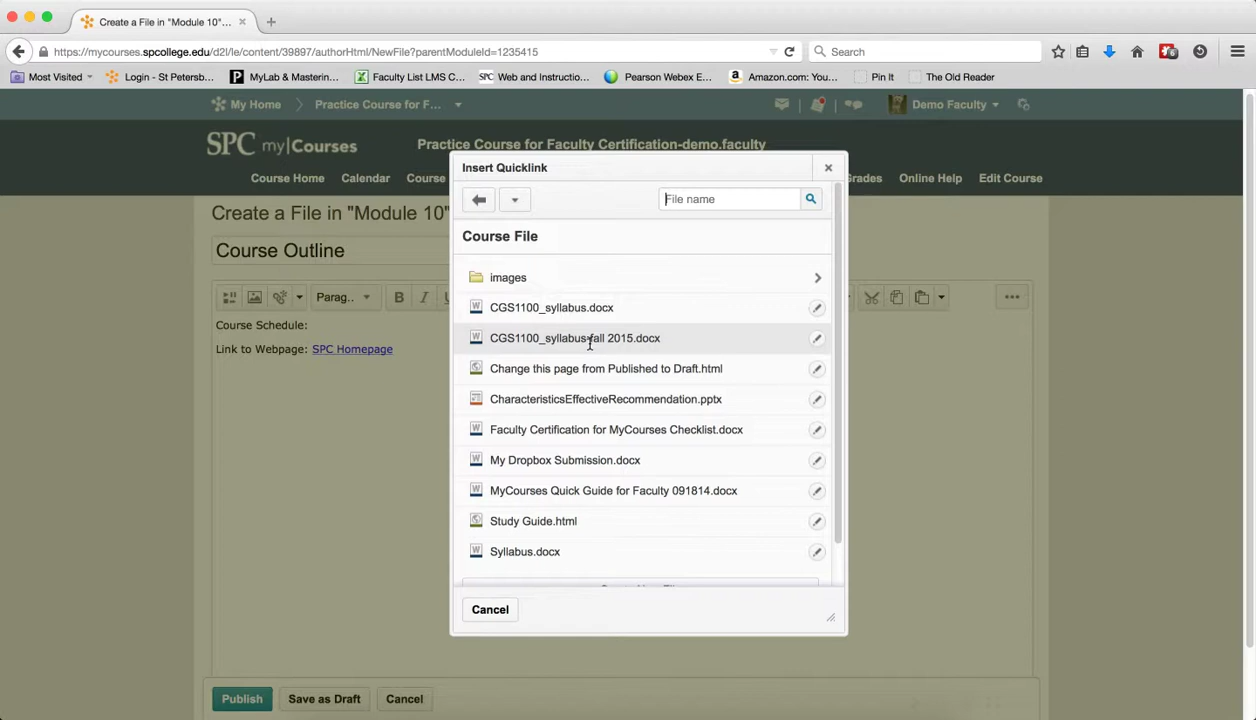 Create a File in "Module 10"...
https://mycourses.spcollege.edu/d2l/le/content/39897/authorHtml/NewFile?parentModuleId=1235415
Search
Most Visited
Login - St Petersb...
MyLab & Mastering...
Faculty List LMS C...
SPC Web and Instructio...
Pearson Webex E...
Amazon.com: You...
Pin It
The Old Reader
My Home
Practice Course for F...
Demo Faculty
SPC my|Courses
Practice Course for Faculty Certification-demo.faculty
Course Home
Calendar
Course
Grades
Online Help
Edit Course
Create a File in "Module 10"
Course Outline
Parag...
B I U
Course Schedule:
Link to Webpage: SPC Homepage
Insert Quicklink
File name
Course File
images
CGS1100_syllabus.docx
CGS1100_syllabus-fall 2015.docx
Change this page from Published to Draft.html
CharacteristicsEffectiveRecommendation.pptx
Faculty Certification for MyCourses Checklist.docx
My Dropbox Submission.docx
MyCourses Quick Guide for Faculty 091814.docx
Study Guide.html
Syllabus.docx
Cancel
Publish
Save as Draft
Cancel